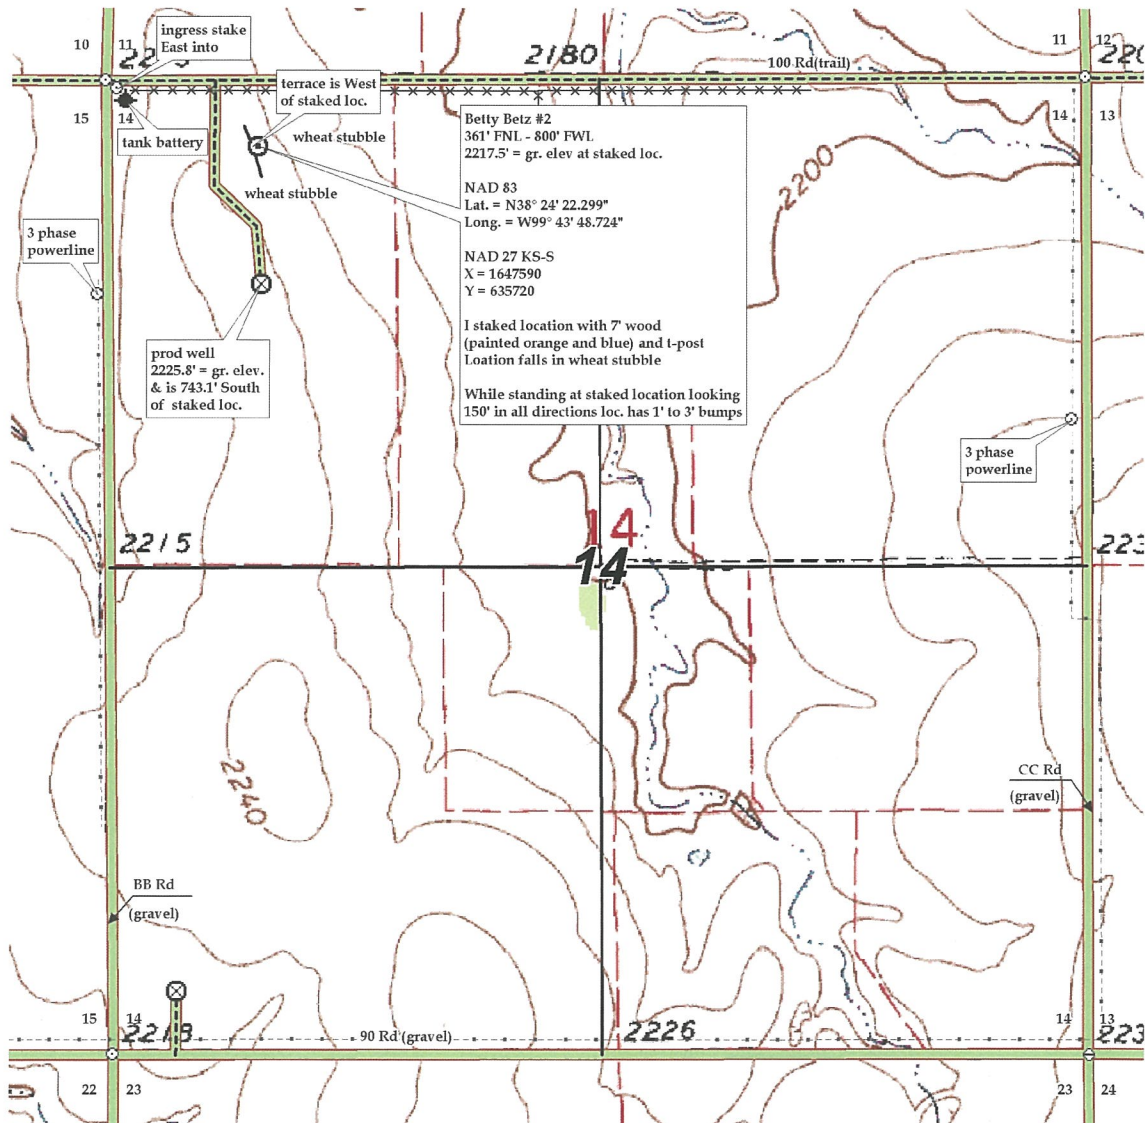 ingress stake
East into
10
11
11
12
2180
220
100 Rd(trail)
terrace is West
of staked loc.
15
14
14
13
tank battery
wheat stubble
wheat stubble
Betty Betz #2
361' FNL - 800' FWL
2217.5' = gr. elev at staked loc.
NAD 83
Lat. = N38° 24' 22.299"
Long. = W99° 43' 48.724"
NAD 27 KS-S
X = 1647590
Y = 635720
I staked location with 7' wood
(painted orange and blue) and t-post
Loation falls in wheat stubble
While standing at staked location looking
150' in all directions loc. has 1' to 3' bumps
2200
3 phase
powerline
prod well
2225.8' = gr. elev.
& is 743.1' South
of staked loc.
3 phase
powerline
14
2215
14
223
2240
CC Rd
(gravel)
BB Rd
(gravel)
15
14
14
13
2218
90 Rd (gravel)
2226
223
22
23
23
24